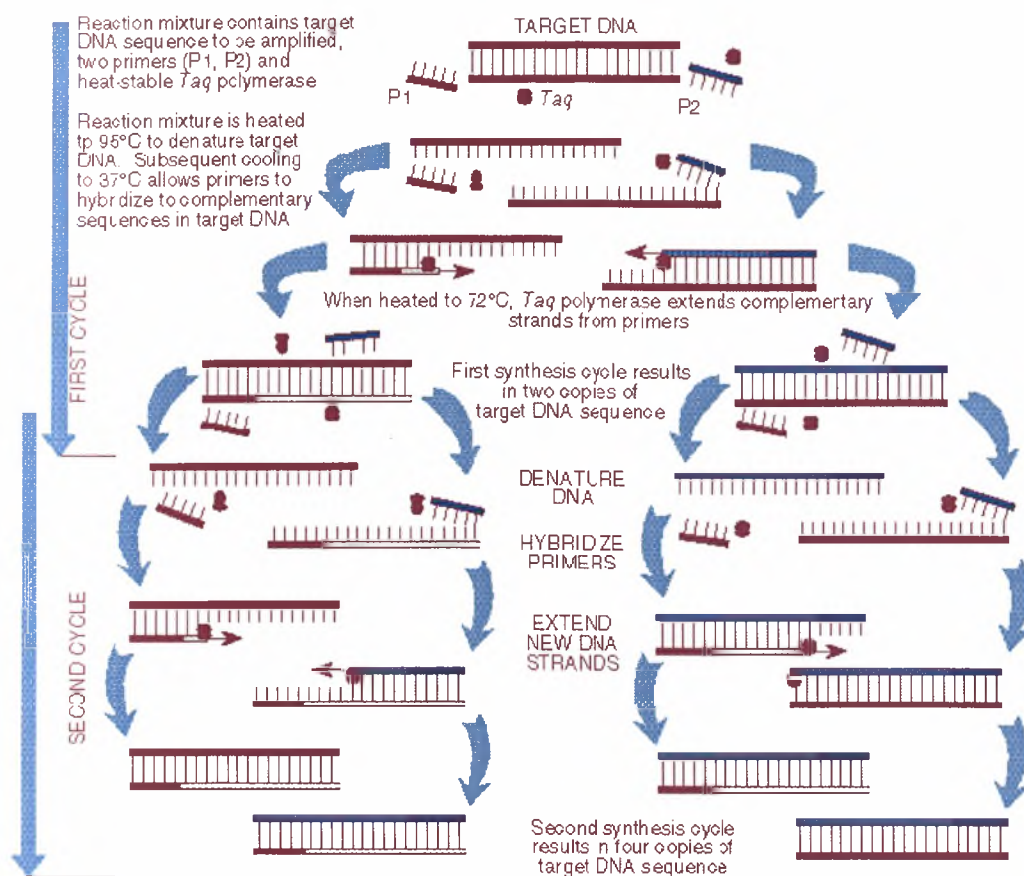 Reaction mixture contains target
DNA sequence to be amplified,
two primers (P1, P2) and
heat-stable Taq polymerase
TARGET DNA
P1
Taq
P2
Reaction mixture is heated
tp 95°C to denature target
DNA. Subsequent cooling
to 37°C allows primers to
hybridize to complementary
sequences in target DNA
When heated to 72°C, Taq polymerase extends complementary
strands from primers
FIRST CYCLE
First synthesis cycle results
in two copies of
target DNA sequence
DENATURE
DNA
HYBRIDZE
PRIMERS
SECOND CYCLE
EXTEND
NEW DNA
STRANDS
Second synthesis cycle
results n four copies of
target DNA sequence